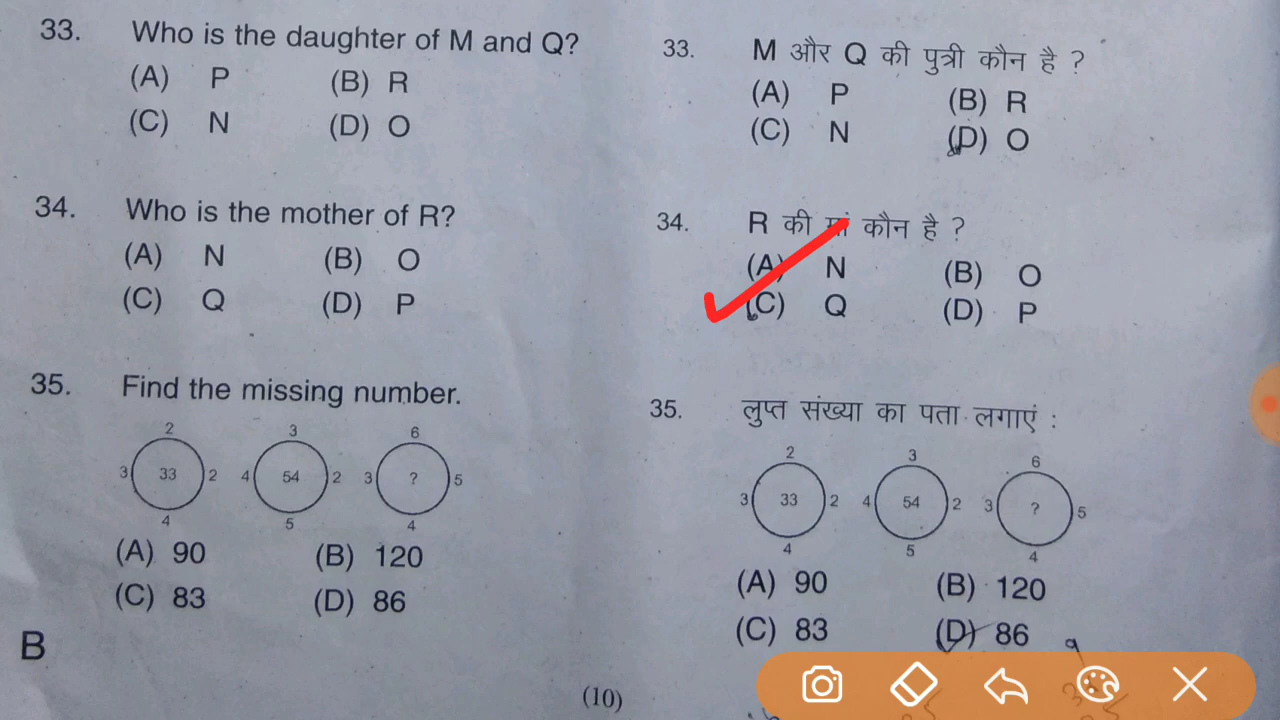 33. Who is the daughter of M and Q?
(A) P (B) R
(C) N (D) O
34. Who is the mother of R?
(A) N (B) O
(C) Q (D) P
35. Find the missing number.
2 3 6
3 33 2 4 54 2 3 ? 5
4 5 4
(A) 90 (B) 120
(C) 83 (D) 86
B
33. M और Q की पुत्री कौन है ?
(A) P (B) R
(C) N (D) O
34. R की मां कौन है ?
(A) N (B) O
(C) Q (D) P
35. लुप्त संख्या का पता लगाएं :
2 3 6
3 33 2 4 54 2 3 ? 5
4 5 4
(A) 90 (B) 120
(C) 83 (D) 86
(10)